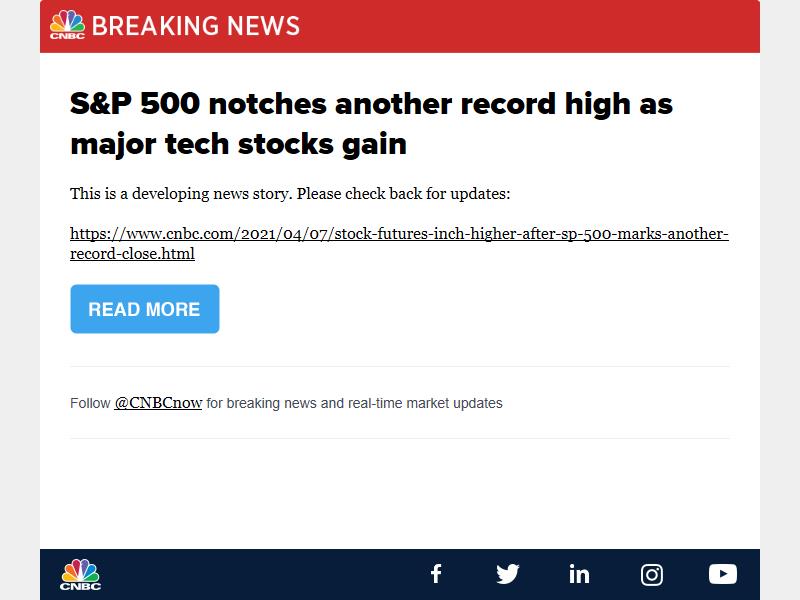 CNBC BREAKING NEWS
S&P 500 notches another record high as
major tech stocks gain
This is a developing news story. Please check back for updates:
https://www.cnbc.com/2021/04/07/stock-futures-inch-higher-after-sp-500-marks-another-
record-close.html
READ MORE
Follow @CNBCnow for breaking news and real-time market updates
CNBC